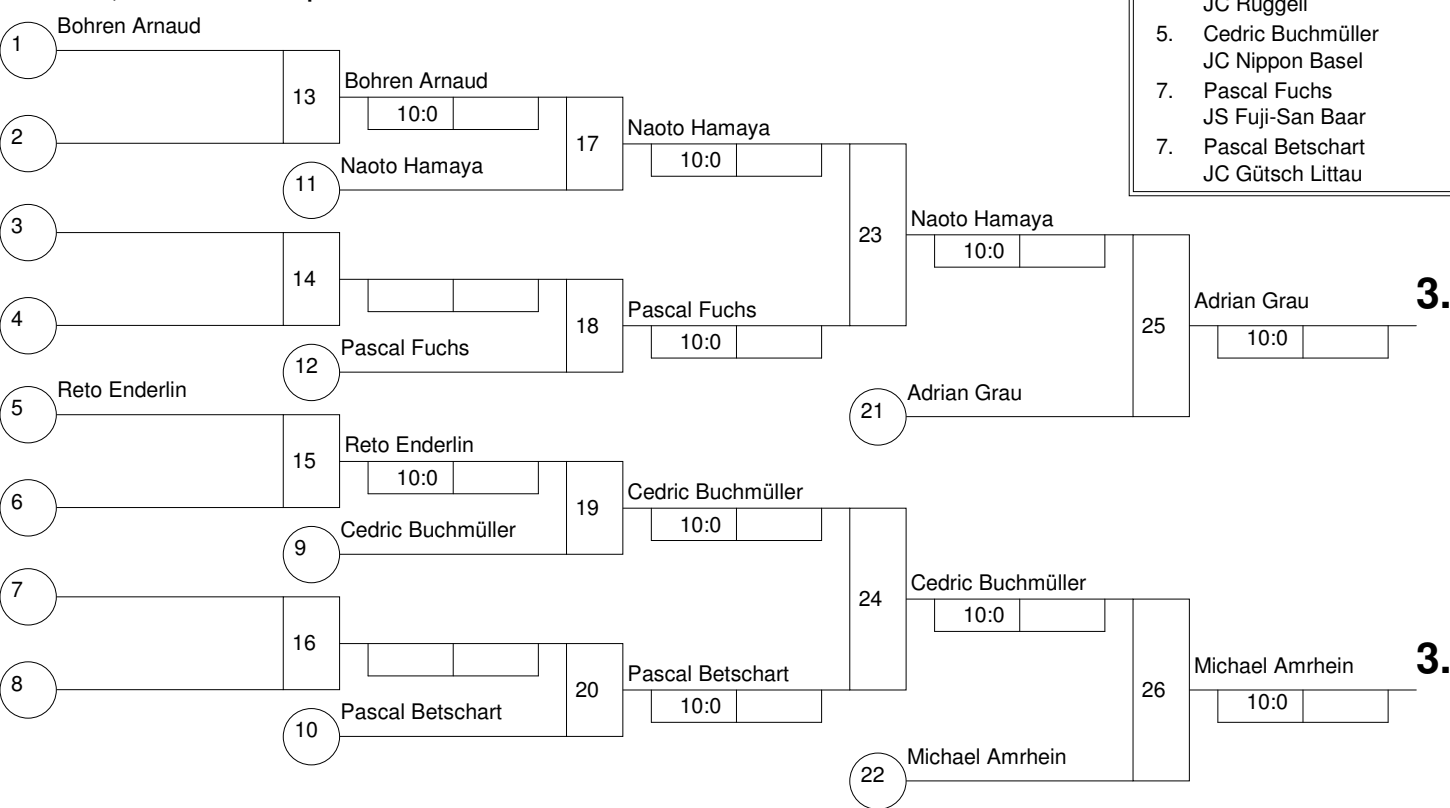 JC Ruggell
5. Cedric Buchmüller
JC Nippon Basel
7. Pascal Fuchs
JS Fuji-San Baar
7. Pascal Betschart
JC Gütsch Littau
1
Bohren Arnaud
13
Bohren Arnaud
10:0
2
17
Naoto Hamaya
10:0
11
Naoto Hamaya
3
23
Naoto Hamaya
10:0
14
4
18
Pascal Fuchs
10:0
12
Pascal Fuchs
25
Adrian Grau
10:0
3.
5
Reto Enderlin
21
Adrian Grau
15
Reto Enderlin
10:0
6
19
Cedric Buchmüller
10:0
9
Cedric Buchmüller
7
24
Cedric Buchmüller
10:0
16
8
20
Pascal Betschart
10:0
10
Pascal Betschart
26
Michael Amrhein
10:0
3.
22
Michael Amrhein